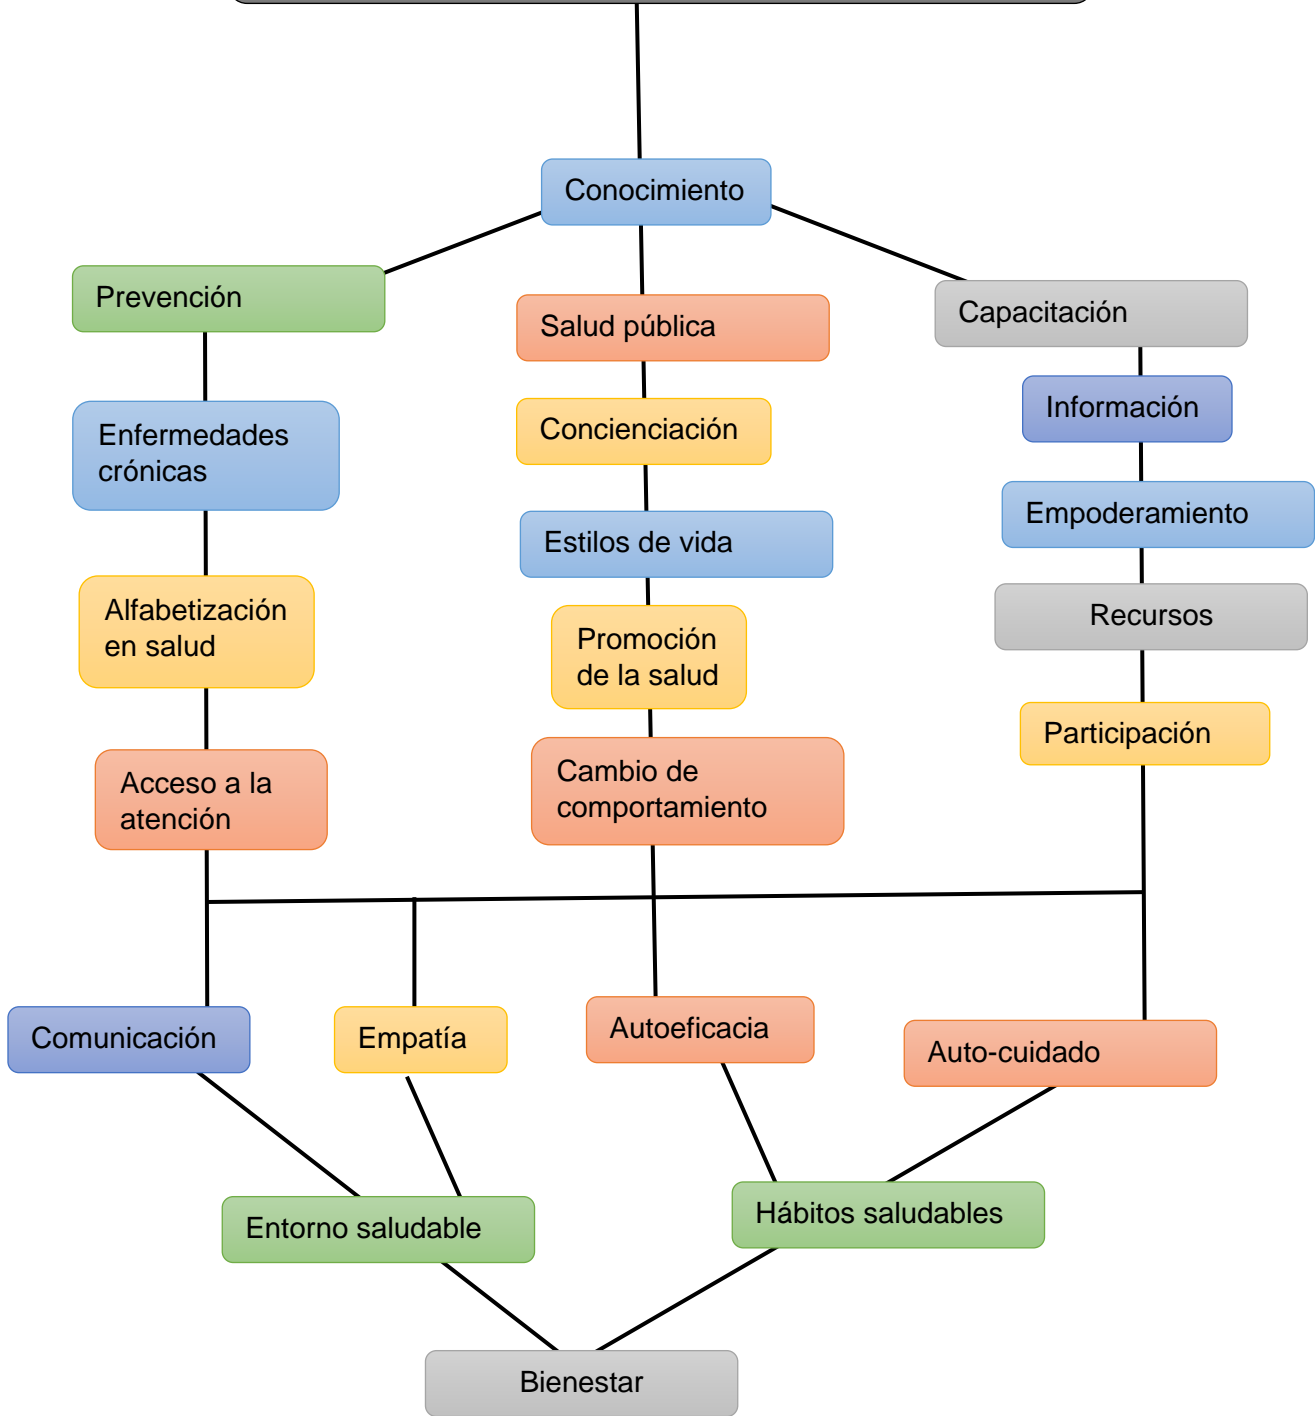 Conocimiento
Prevención
Salud pública
Capacitación
Información
Enfermedades
crónicas
Concienciación
Empoderamiento
Estilos de vida
Alfabetización
en salud
Promoción
de la salud
Recursos
Participación
Acceso a la
atención
Cambio de
comportamiento
Comunicación
Empatía
Autoeficacia
Auto-cuidado
Entorno saludable
Hábitos saludables
Bienestar